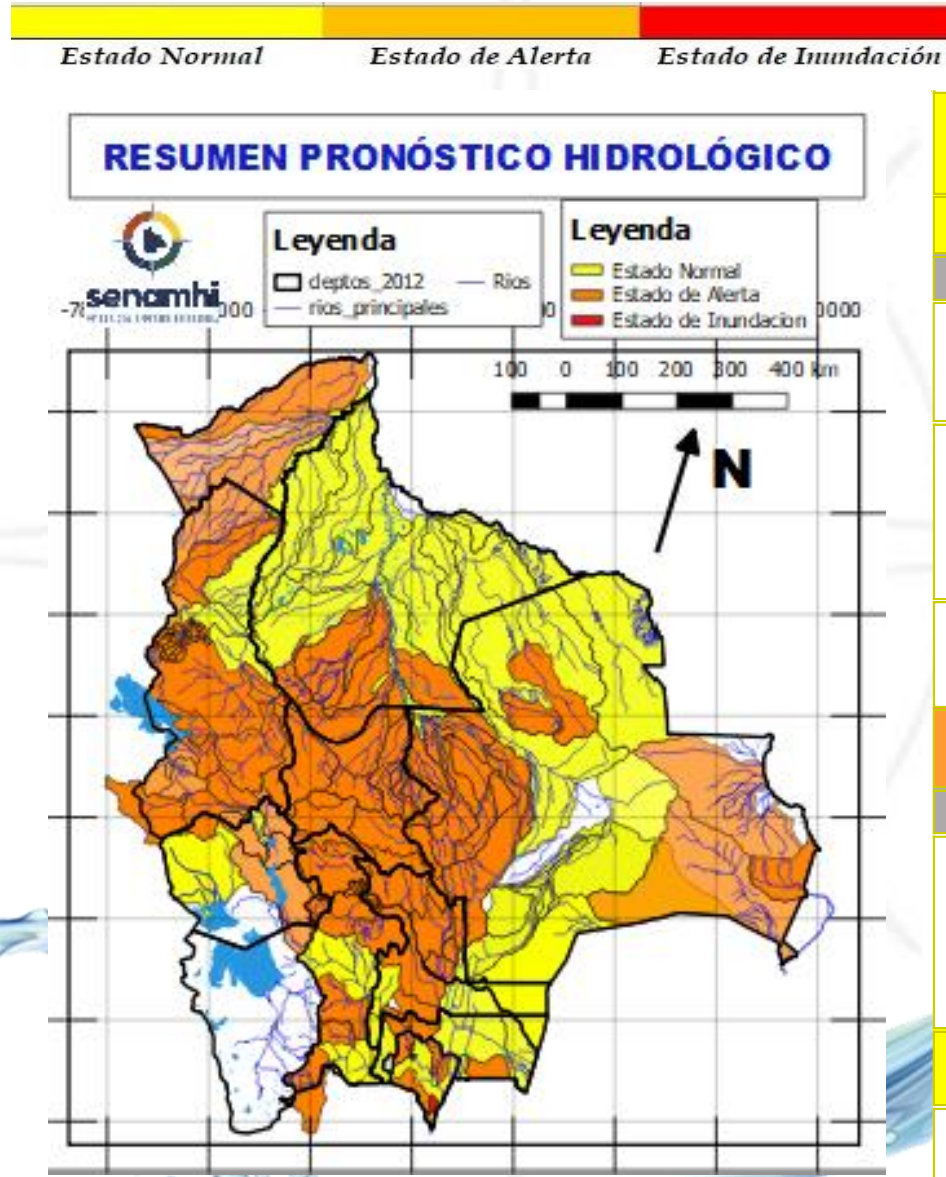 Estado Normal Estado de Alerta Estado de Inundación
RESUMEN PRONÓSTICO HIDROLÓGICO
senamhi
Leyenda
deptos_2012 Rios
rios_principales
Leyenda
Estado Normal
Estado de Alerta
Estado de Inundacion
100 0 100 200 300 400 km
N